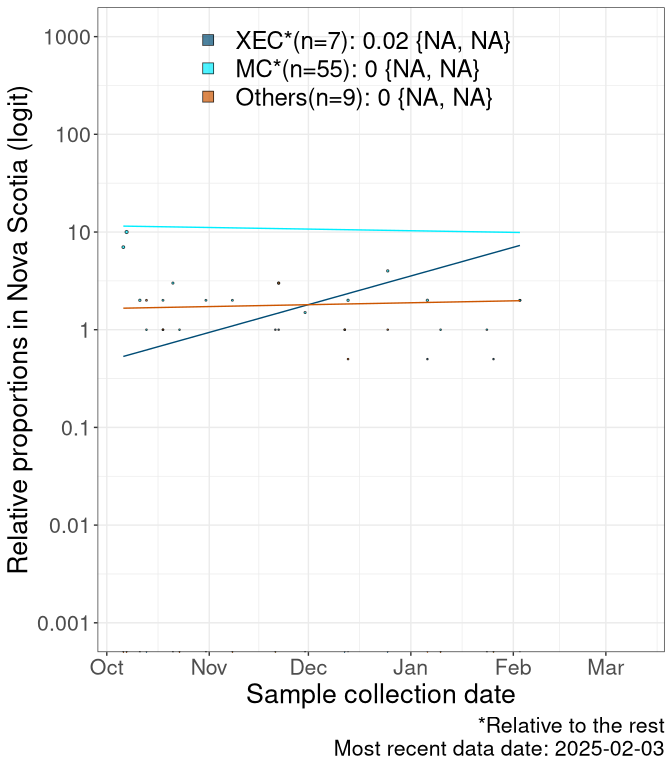 XEC*(n=7): 0.02 {NA, NA}
MC*(n=55): 0 {NA, NA}
Others(n=9): 0 {NA, NA}
Relative proportions in Nova Scotia (logit)
1000
100
10
1
0.1
0.01
0.001
Oct Nov Dec Jan Feb Mar
Sample collection date
*Relative to the rest
Most recent data date: 2025-02-03